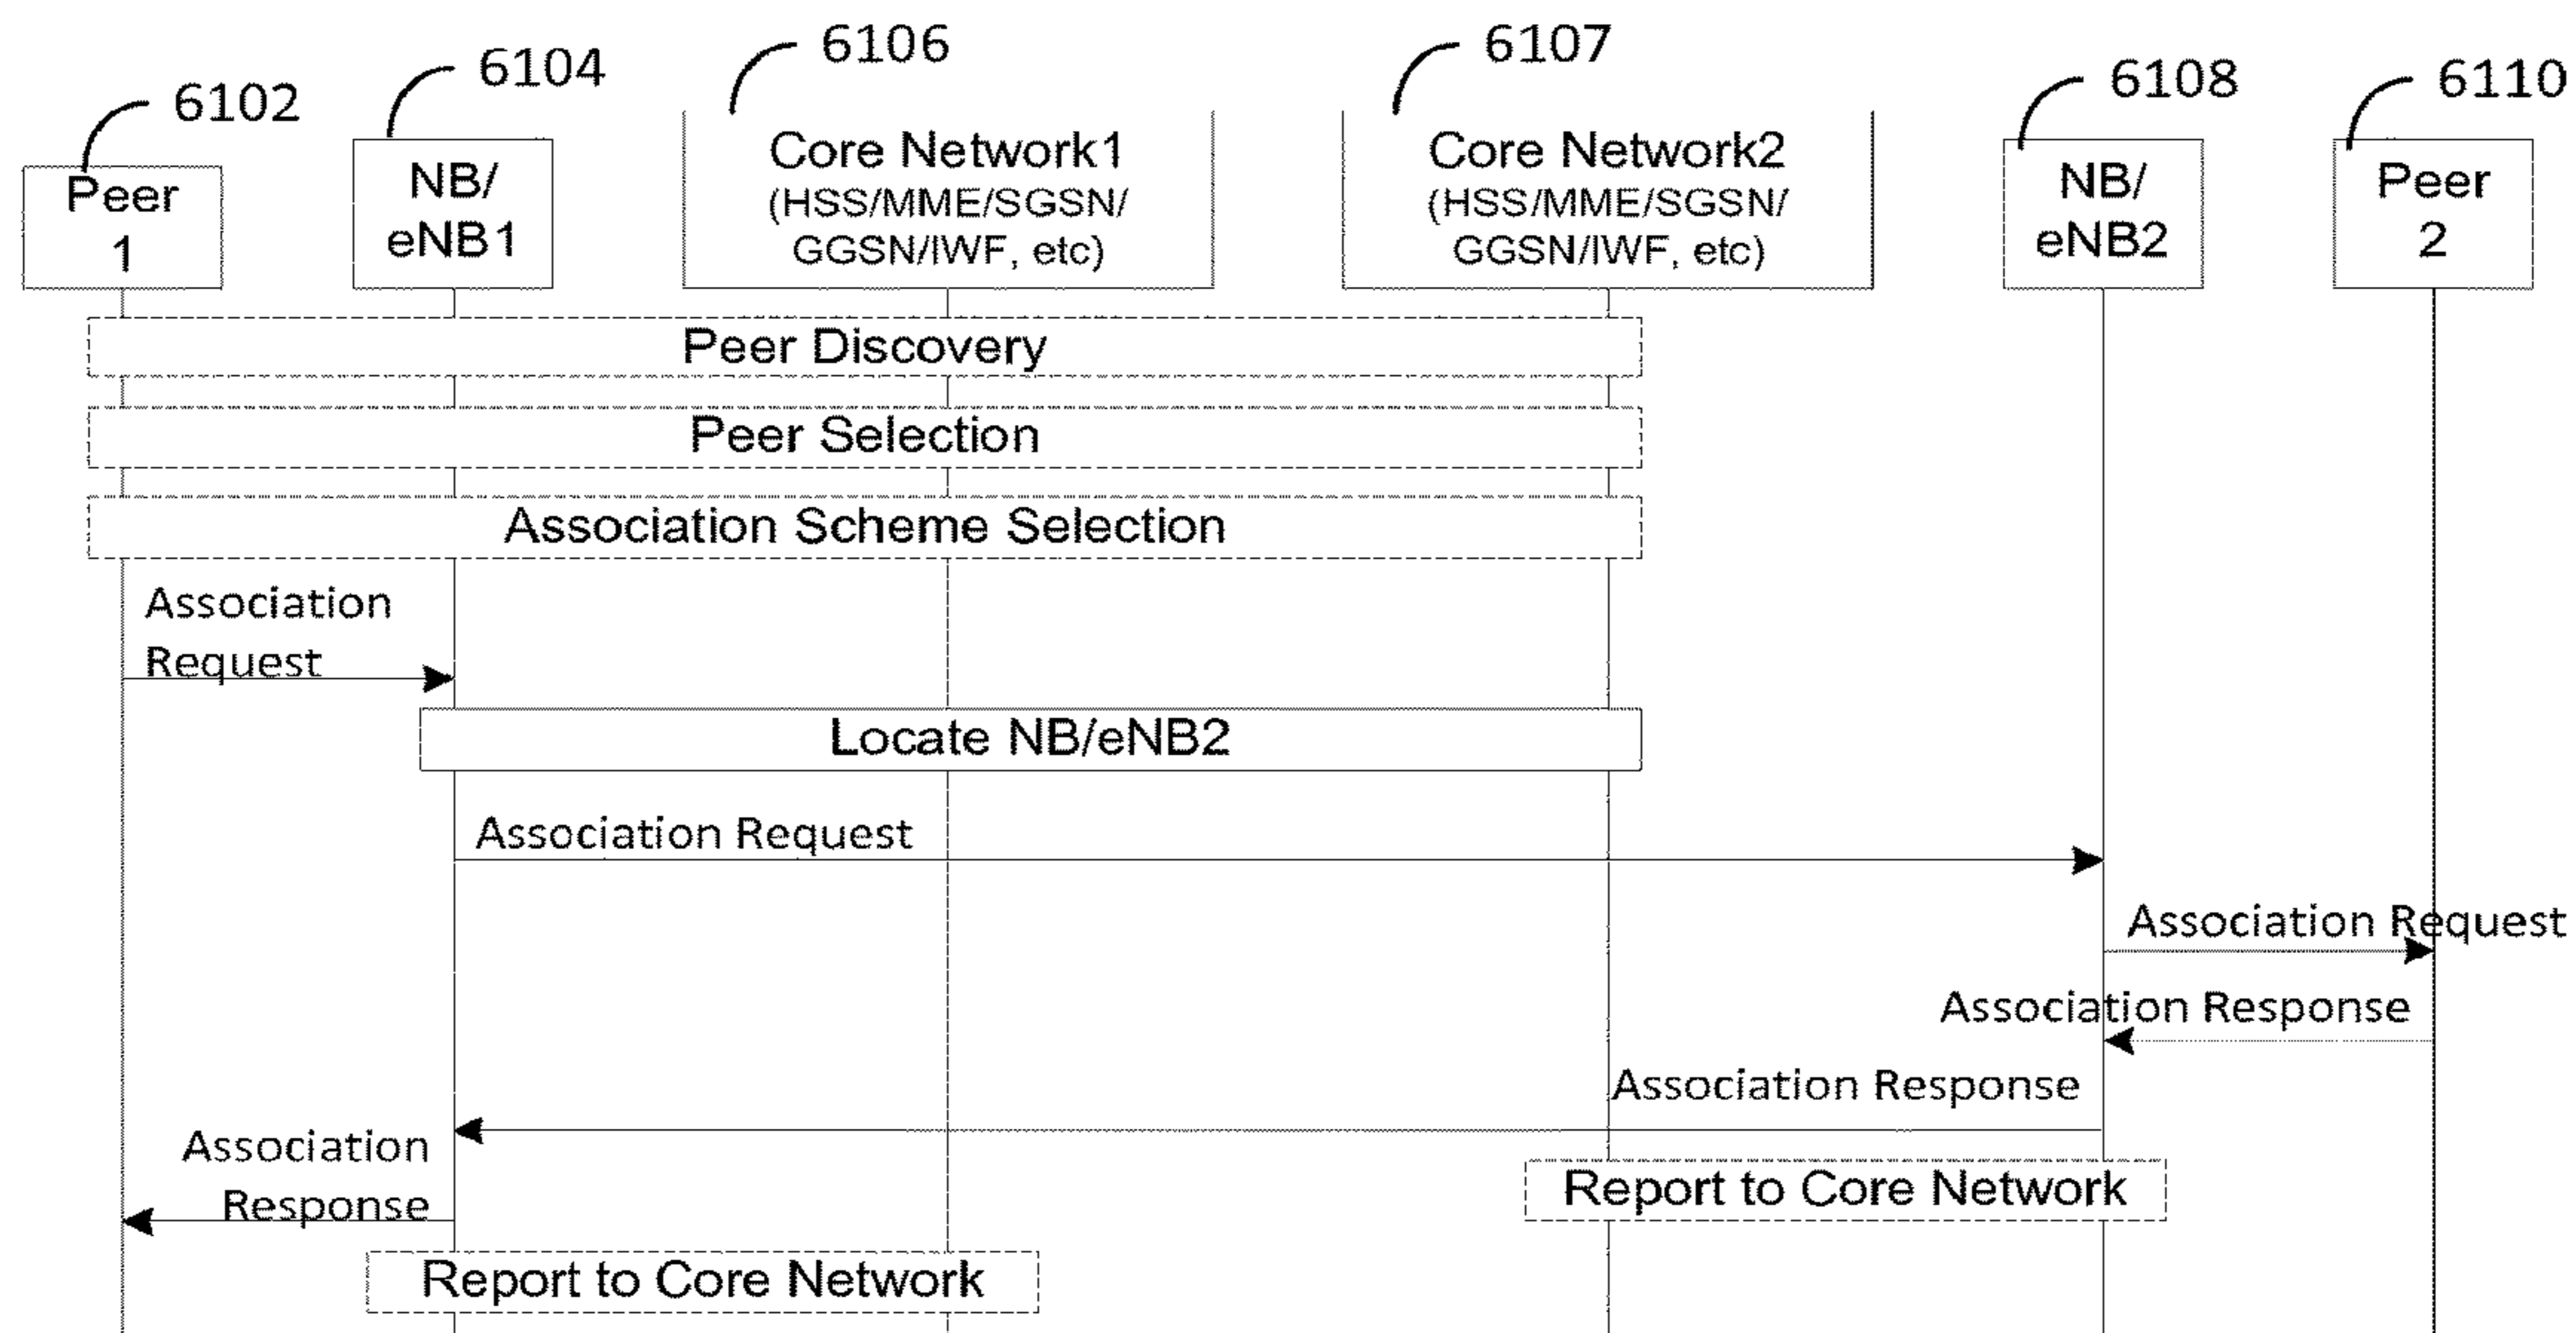 6102
6104
6106
6107
6108
6110
Peer
1
NB/
eNB1
Core Network1
(HSS/MME/SGSN/
GGSN/IWF, etc)
Core Network2
(HSS/MME/SGSN/
GGSN/IWF, etc)
NB/
eNB2
Peer
2
Peer Discovery
Peer Selection
Association Scheme Selection
Association
Request
Locate NB/eNB2
Association Request
Association Request
Association Response
Association Response
Association
Response
Report to Core Network
Report to Core Network